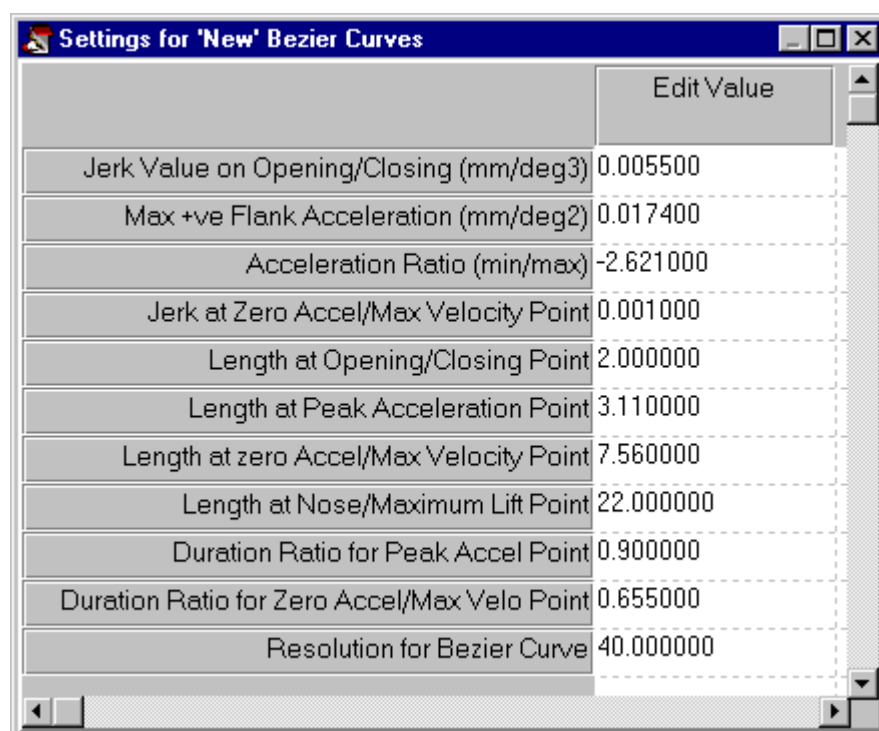 Settings for 'New' Bezier Curves
Edit Value
Jerk Value on Opening/Closing (mm/deg3) 0.005500
Max +ve Flank Acceleration (mm/deg2) 0.017400
Acceleration Ratio (min/max) -2.621000
Jerk at Zero Accel/Max Velocity Point 0.001000
Length at Opening/Closing Point 2.000000
Length at Peak Acceleration Point 3.110000
Length at zero Accel/Max Velocity Point 7.560000
Length at Nose/Maximum Lift Point 22.000000
Duration Ratio for Peak Accel Point 0.900000
Duration Ratio for Zero Accel/Max Velo Point 0.655000
Resolution for Bezier Curve 40.000000